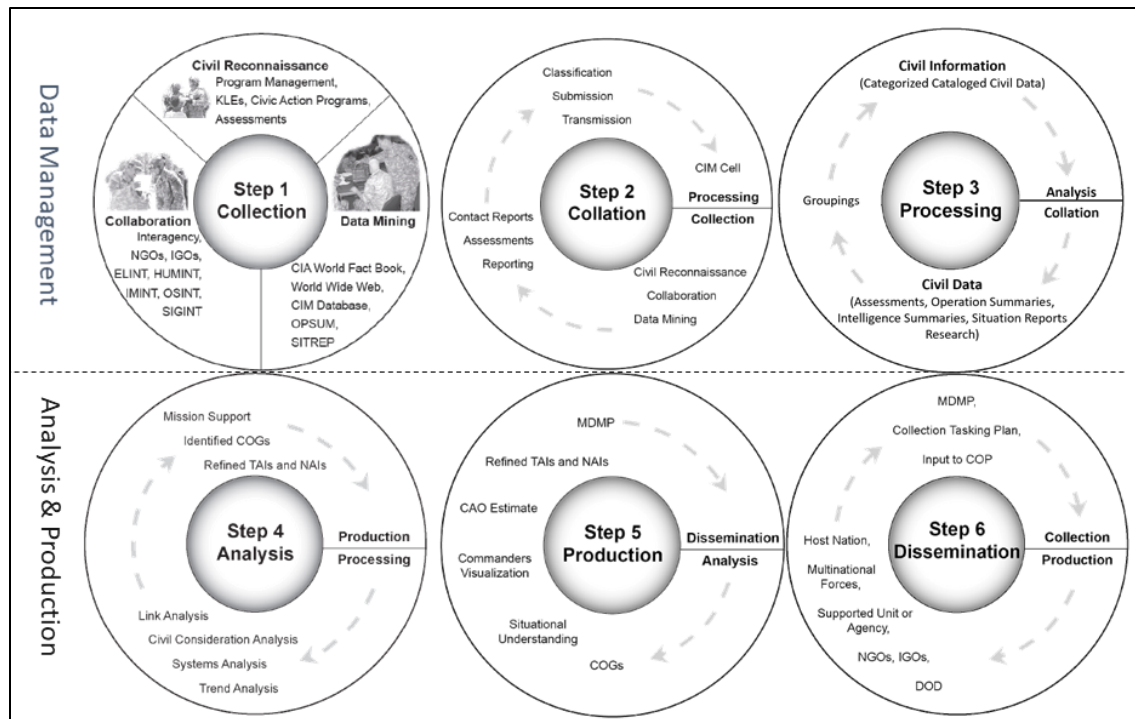 Data Management
Civil Reconnaissance
Program Management,
KLEs, Civic Action Programs,
Assessments
Step 1
Collection
Collaboration
Interagency,
NGOs, IGOs,
ELINT, HUMINT,
IMINT, OSINT,
SIGINT
Data Mining
CIA World Fact Book,
World Wide Web,
CIM Database,
OPSUM,
SITREP
Classification
Submission
Transmission
CIM Cell
Step 2
Collation
Processing
Collection
Contact Reports
Assessments
Reporting
Civil Reconnaissance
Collaboration
Data Mining
Civil Information
(Categorized Cataloged Civil Data)
Groupings
Step 3
Processing
Analysis
Collation
Civil Data
(Assessments, Operation Summaries,
Intelligence Summaries, Situation Reports
Research)
Analysis & Production
Mission Support
Identified COGs
Refined TAIs and NAIs
Step 4
Analysis
Production
Processing
Link Analysis
Civil Consideration Analysis
Systems Analysis
Trend Analysis
MDMP
Refined TAIs and NAIs
CAO Estimate
Step 5
Production
Dissemination
Analysis
Commanders
Visualization
Situational
Understanding
COGs
MDMP,
Collection Tasking Plan,
Input to COP
Step 6
Dissemination
Collection
Production
Host Nation,
Multinational
Forces,
Supported Unit or
Agency,
NGOs, IGOs,
DOD